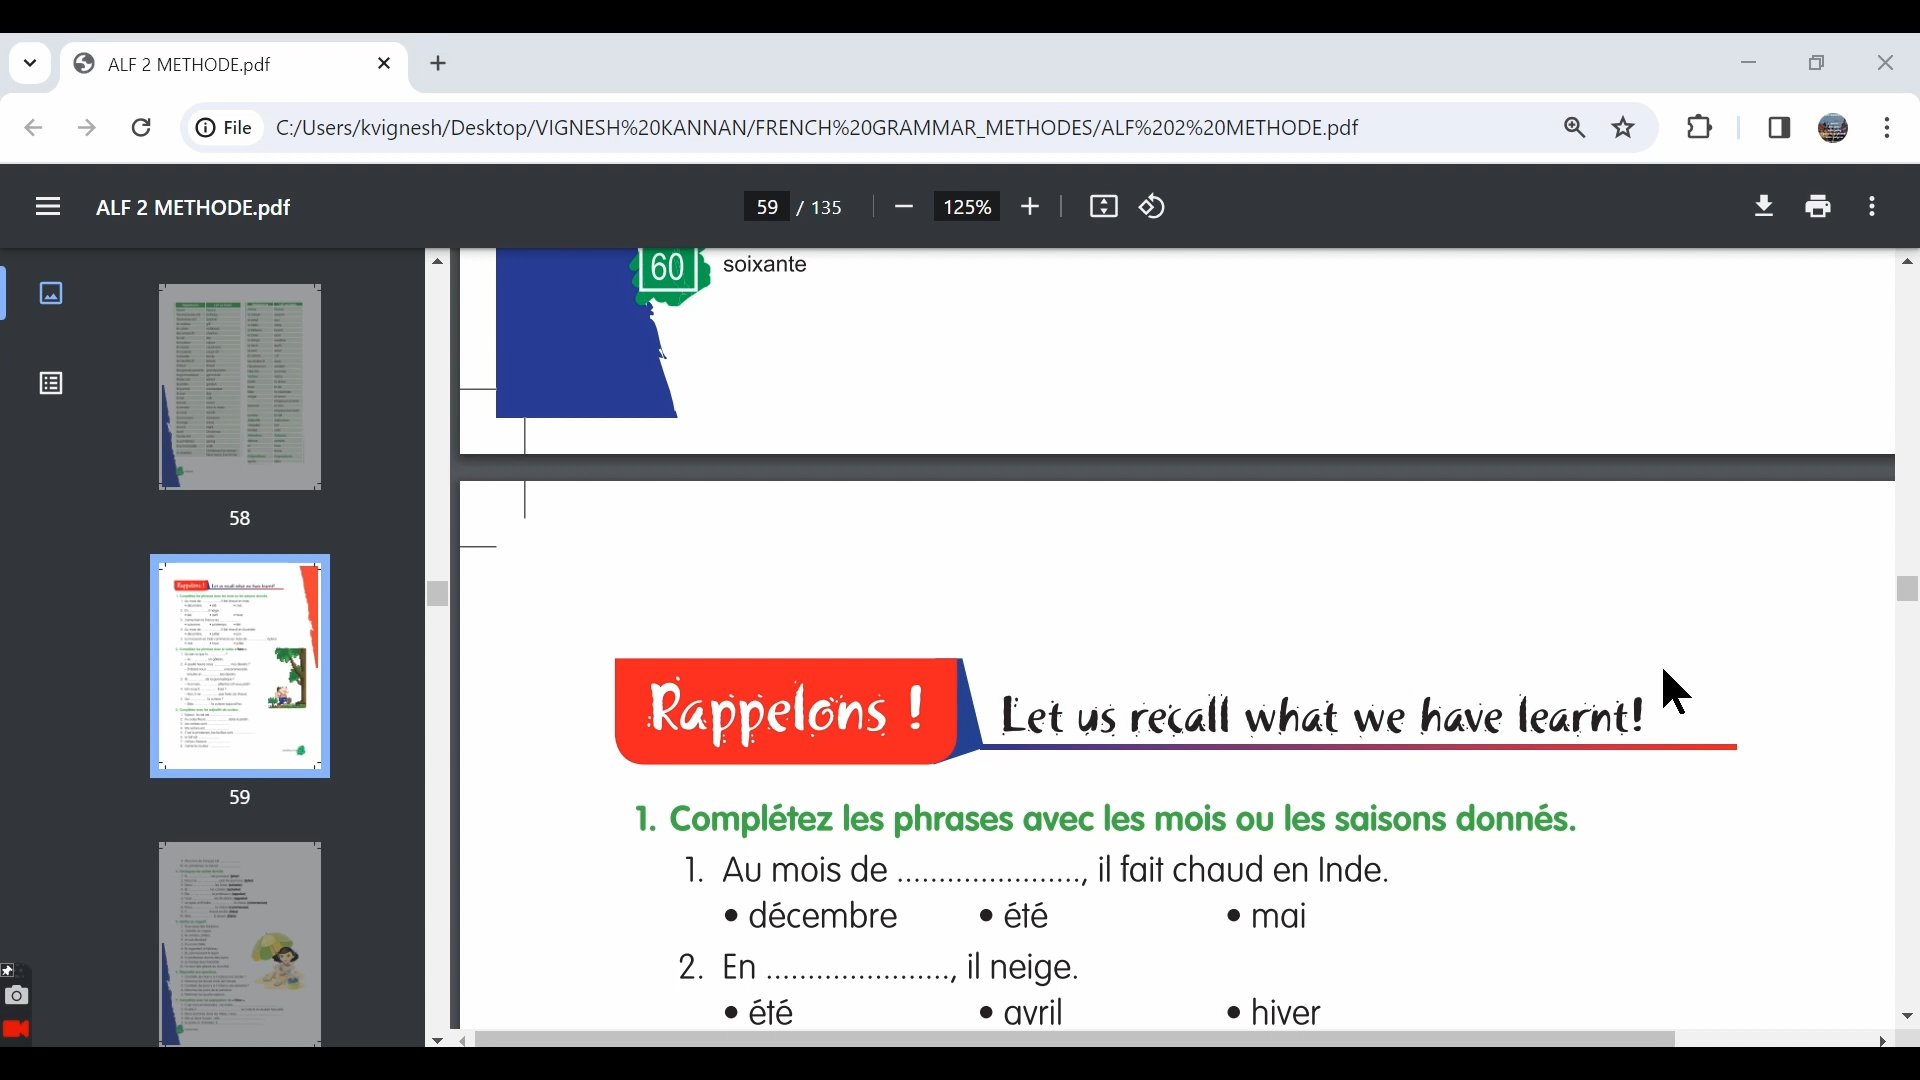 ALF 2 METHODE.pdf
File
C:/Users/kvignesh/Desktop/VIGNESH%20KANNAN/FRENCH%20GRAMMAR_METHODES/ALF%202%20METHODE.pdf
ALF 2 METHODE.pdf
59 / 135
125%
58
59
60 soixante
Rappelons ! Let us recall what we have learnt!
1. Complétez les phrases avec les mois ou les saisons donnés.
1. Au mois de ......................, il fait chaud en Inde.
• décembre • été • mai
2. En ......................, il neige.
• été • avril • hiver